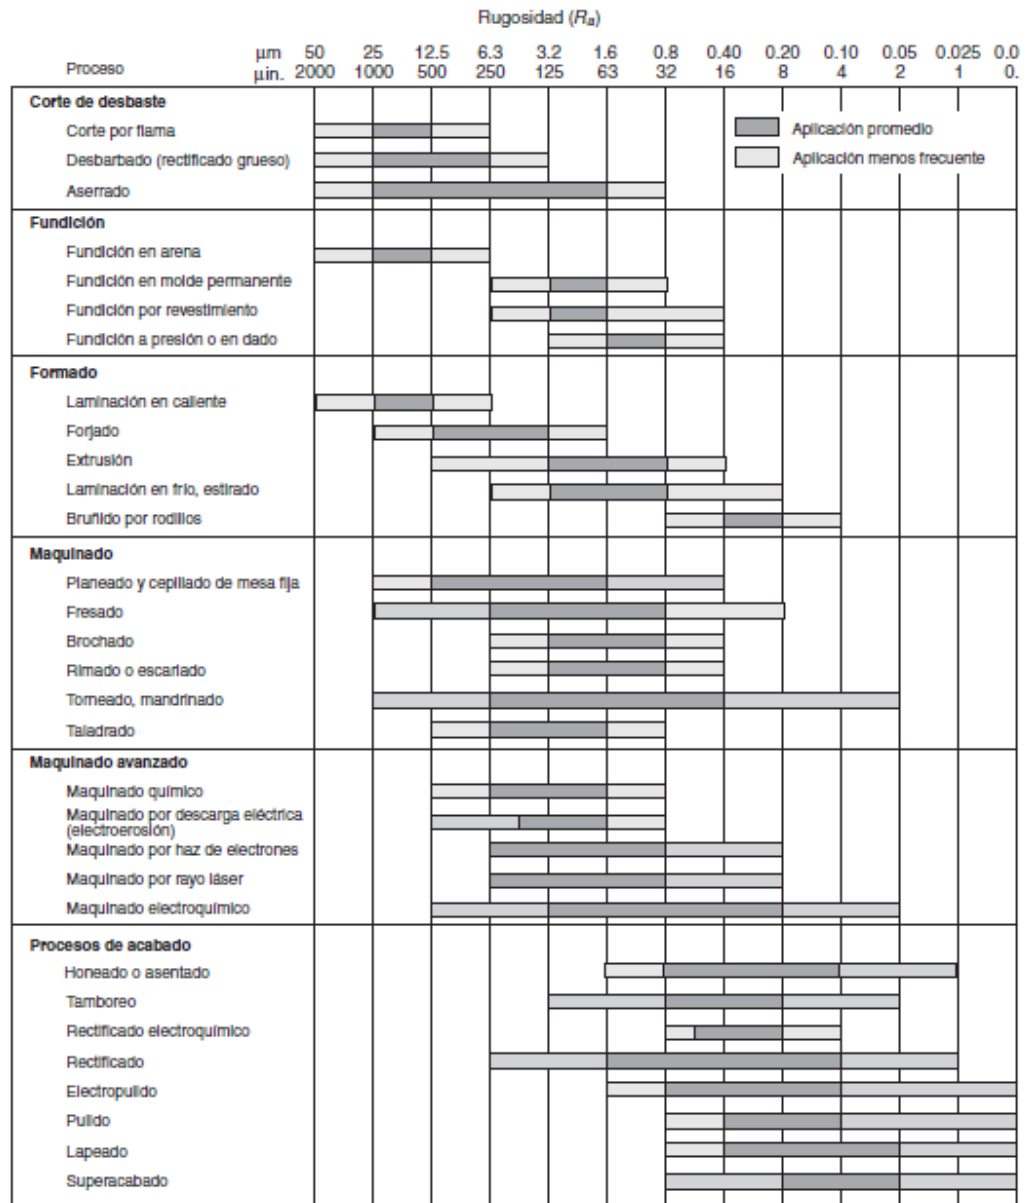 Rugosidad (Ra)
µm 50 25 12.5 6.3 3.2 1.6 0.8 0.40 0.20 0.10 0.05 0.025 0.0
Proceso µin. 2000 1000 500 250 125 63 32 16 8 4 2 1 0.
Corte de desbaste
Corte por flama
Aplicación promedio
Desbarbado (rectificado grueso)
Aplicación menos frecuente
Aserrado
Fundición
Fundición en arena
Fundición en molde permanente
Fundición por revestimiento
Fundición a presión o en dado
Formado
Laminación en caliente
Forjado
Extrusión
Laminación en frío, estirado
Bruñido por rodillos
Maquinado
Planeado y cepillado de mesa fija
Fresado
Brochado
Rimado o escariado
Torneado, mandrinado
Taladrado
Maquinado avanzado
Maquinado químico
Maquinado por descarga eléctrica
(electroerosión)
Maquinado por haz de electrones
Maquinado por rayo láser
Maquinado electroquímico
Procesos de acabado
Honeado o asentado
Tamboreo
Rectificado electroquímico
Rectificado
Electropulido
Pulido
Lapeado
Superacabado